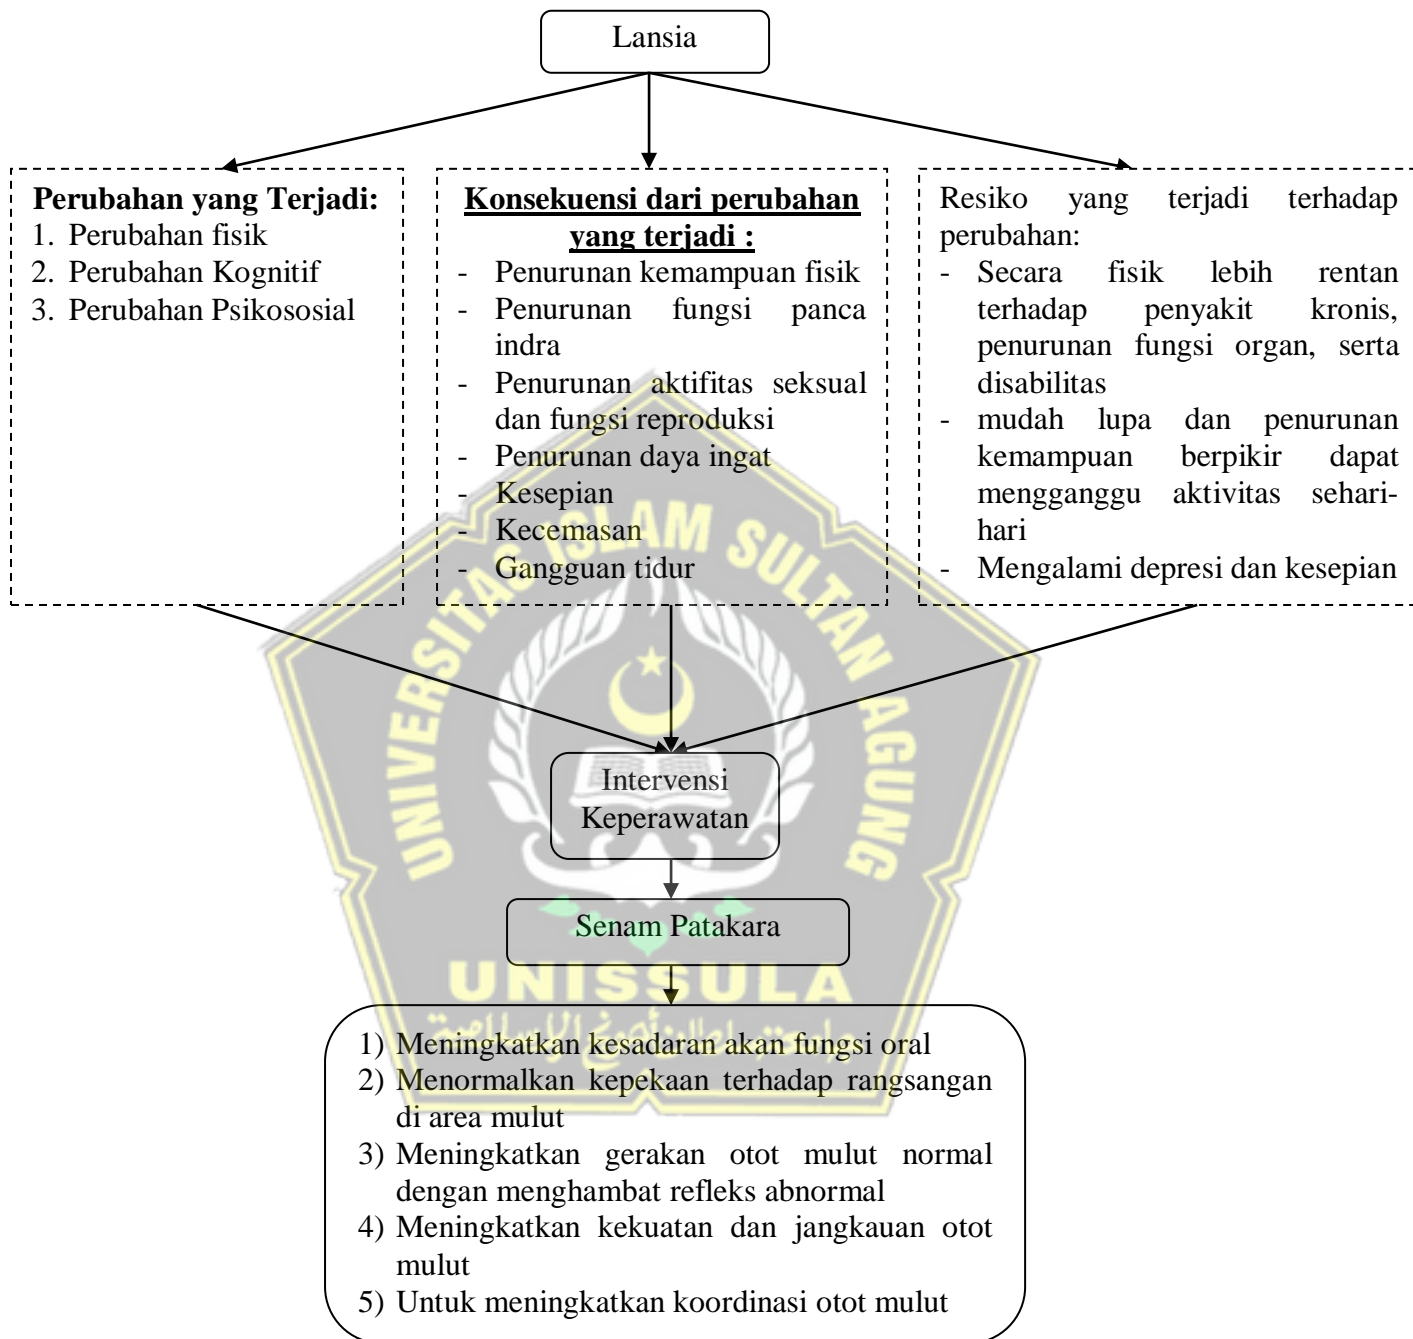 Lansia
Perubahan yang Terjadi:
1. Perubahan fisik
2. Perubahan Kognitif
3. Perubahan Psikososial
Konsekuensi dari perubahan
yang terjadi :
- Penurunan kemampuan fisik
- Penurunan fungsi panca
indra
- Penurunan aktifitas seksual
dan fungsi reproduksi
- Penurunan daya ingat
- Kesepian
- Kecemasan
- Gangguan tidur
Resiko yang terjadi terhadap
perubahan:
- Secara fisik lebih rentan
terhadap penyakit kronis,
penurunan fungsi organ, serta
disabilitas
- mudah lupa dan penurunan
kemampuan berpikir dapat
mengganggu aktivitas sehari-
hari
- Mengalami depresi dan kesepian
UNIVERSITAS ISLAM SULTAN AGUNG
Intervensi
Keperawatan
Senam Patakara
UNISSULA
1) Meningkatkan kesadaran akan fungsi oral
2) Menormalkan kepekaan terhadap rangsangan
di area mulut
3) Meningkatkan gerakan otot mulut normal
dengan menghambat refleks abnormal
4) Meningkatkan kekuatan dan jangkauan otot
mulut
5) Untuk meningkatkan koordinasi otot mulut